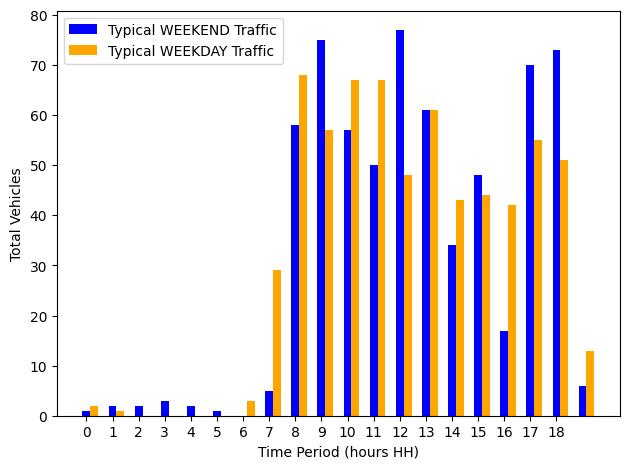 Typical WEEKEND Traffic
Typical WEEKDAY Traffic
80
70
60
50
40
30
20
10
0
Total Vehicles
0 1 2 3 4 5 6 7 8 9 10 11 12 13 14 15 16 17 18
Time Period (hours HH)